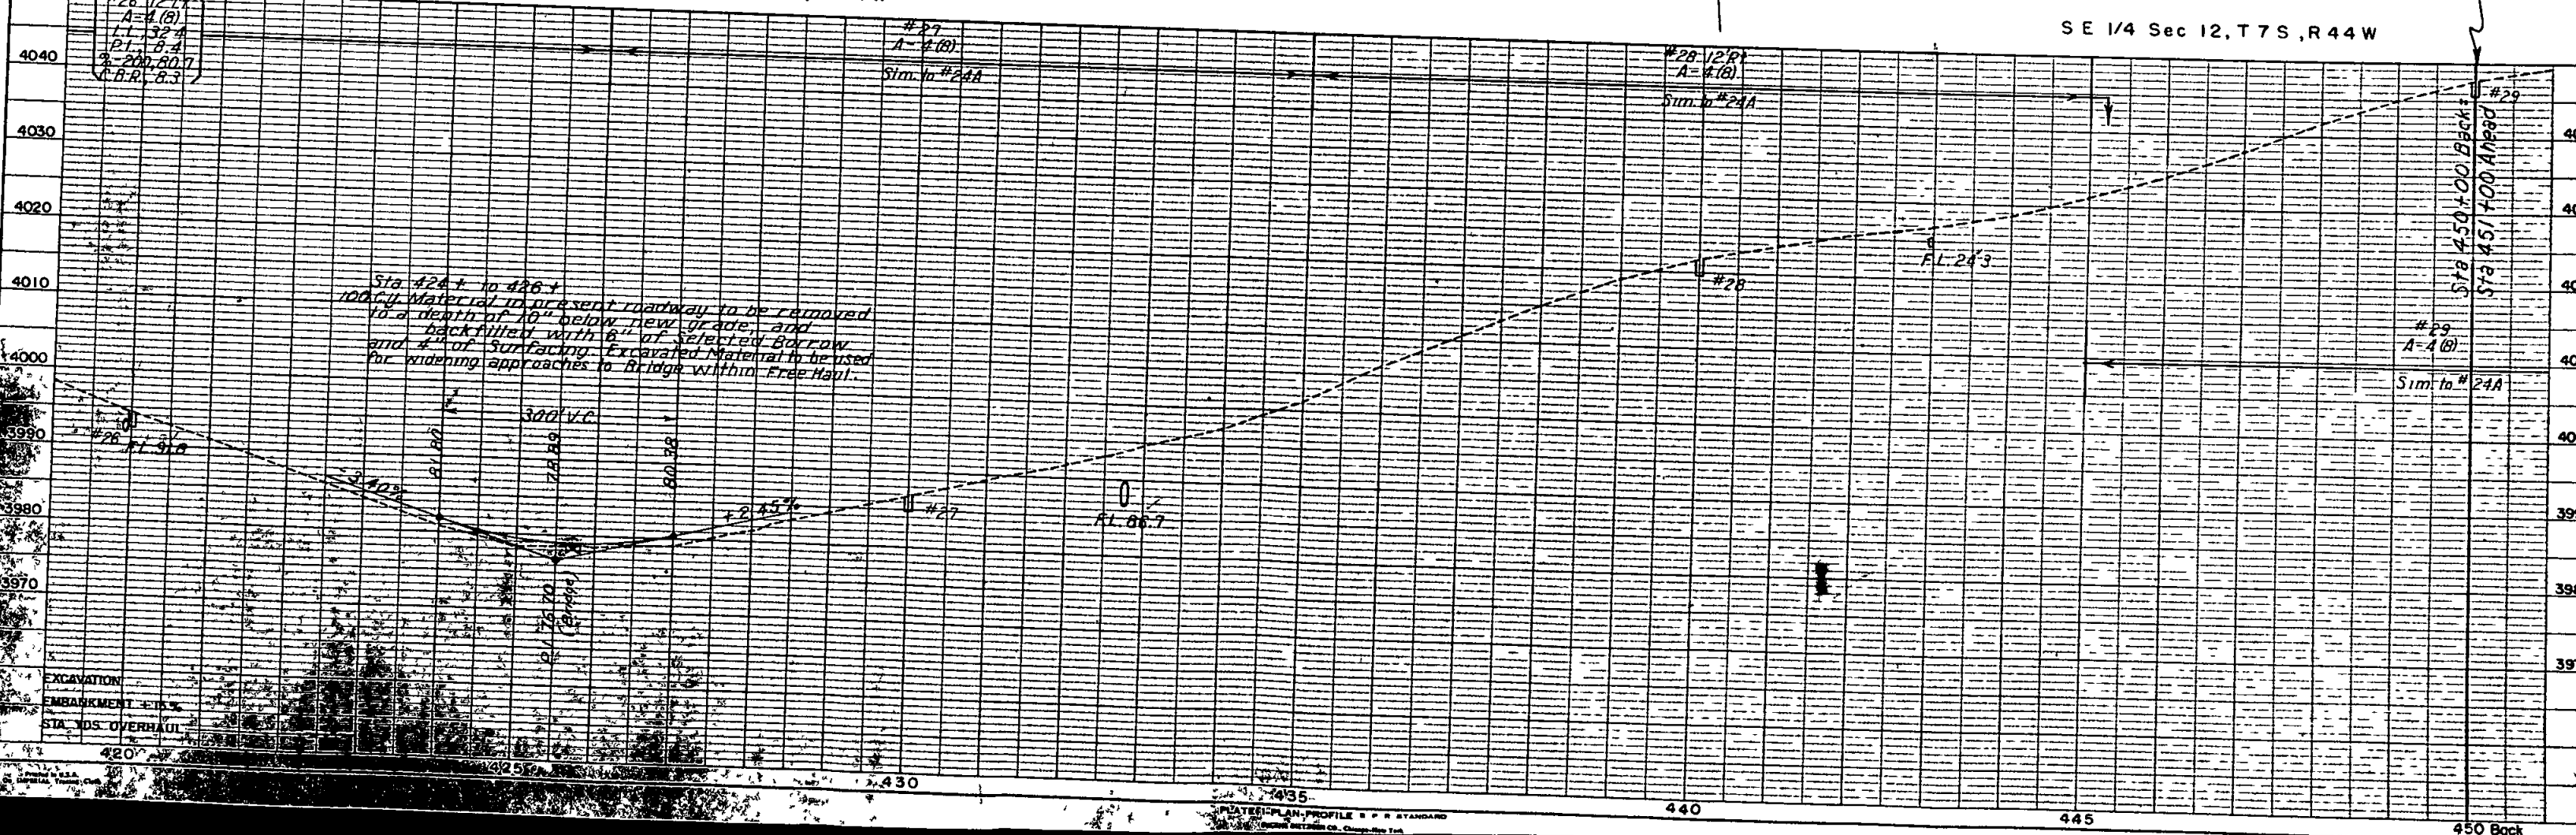 A-4(8)
L.L., 32.4
P.I., 8.4
%-200, 80.7
C.B.R., 8.3
#27
A-4(8)
Sim. to #24A
#28 12' Rt
A-4(8)
Sim. to #24A
SE 1/4 Sec 12, T7S, R44W
4040
4030
4020
4010
4000
3990
3980
3970
Sta 424± to 426±
100 Cy. Material in present roadway to be removed
to a depth of 10" below new grade, and
backfilled with 6" of Selected Borrow
and 4" of Surfacing. Excavated Material to be used
for widening approaches to Bridge within Free Haul.
300' V.C.
81.80
78.89
80.38
-3.40%
+2.45%
P.I. 76.70
(Bridge)
#26
F.L. 91.8
#27
F.L. 86.7
#28
F.L. 24.3
#29
Sta 450+00 Back =
Sta 451+00 Ahead
#29
A-4(8)
Sim. to #24A
EXCAVATION
EMBANKMENT +15%
STA. YDS. OVERHAUL
420
425
430
435
440
445
450 Back
PLAN-PROFILE B P R STANDARD